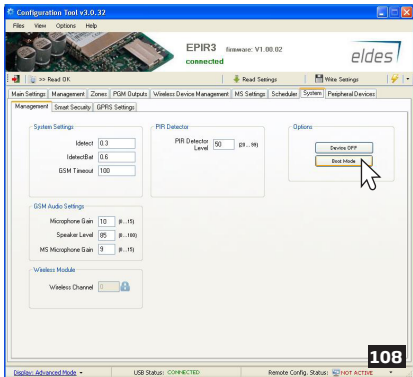 Configuration Tool v3.0.32
Files View Options Help
EPIR3 firmware: V1.00.02
connected
eldes
>> Read OK
Read Settings
Write Settings
Main Settings Management Zones PGM Outputs Wireless Device Management MS Settings Scheduler System Peripheral Devices
Management Smart Security GPRS Settings
System Settings
Idetect 0.3
IdetectBat 0.6
GSM Timeout 100
PIR Detector
PIR Detector Level 50 (20... 99)
Options
Device OFF
Boot Mode
GSM Audio Settings
Microphone Gain 10 (0...15)
Speaker Level 85 (0...100)
MS Microphone Gain 9 (0...15)
Wireless Module
Wireless Channel 6
108
Display: Advanced Mode
USB Status: CONNECTED
Remote Config. Status: NOT ACTIVE